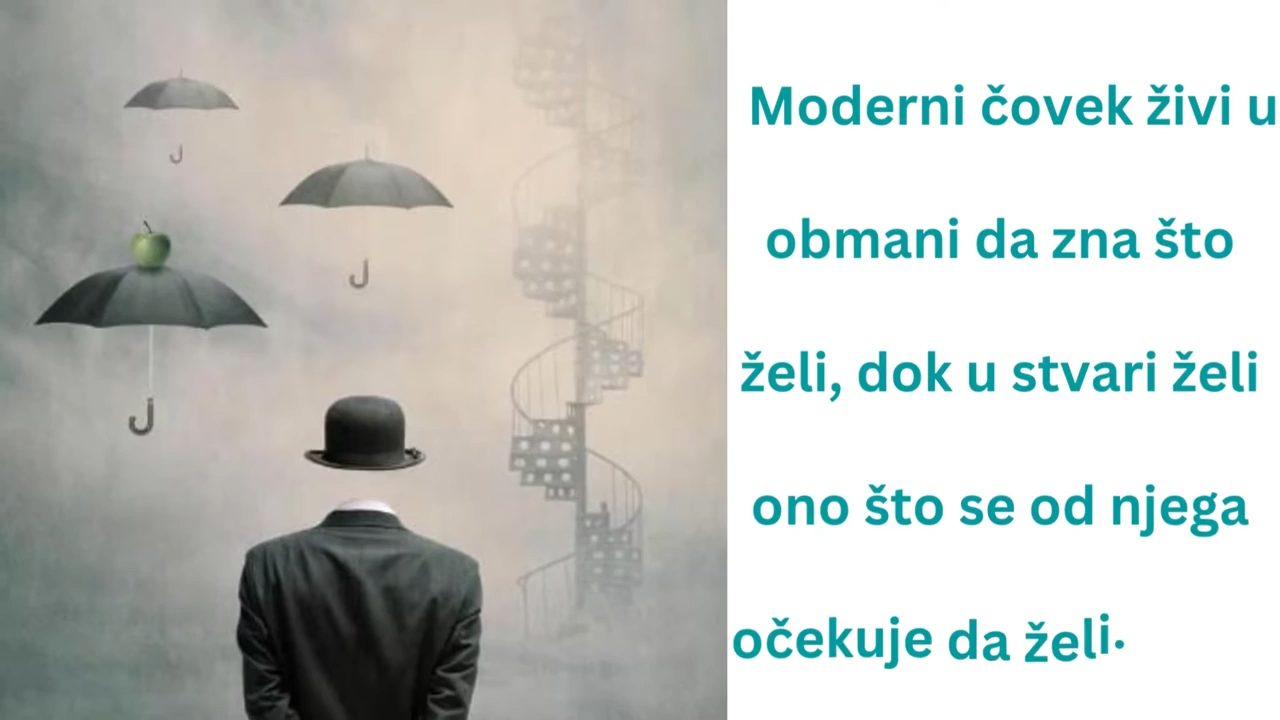 Moderni čovek živi u
obmani da zna što
želi, dok u stvari želi
ono što se od njega
očekuje da želi.